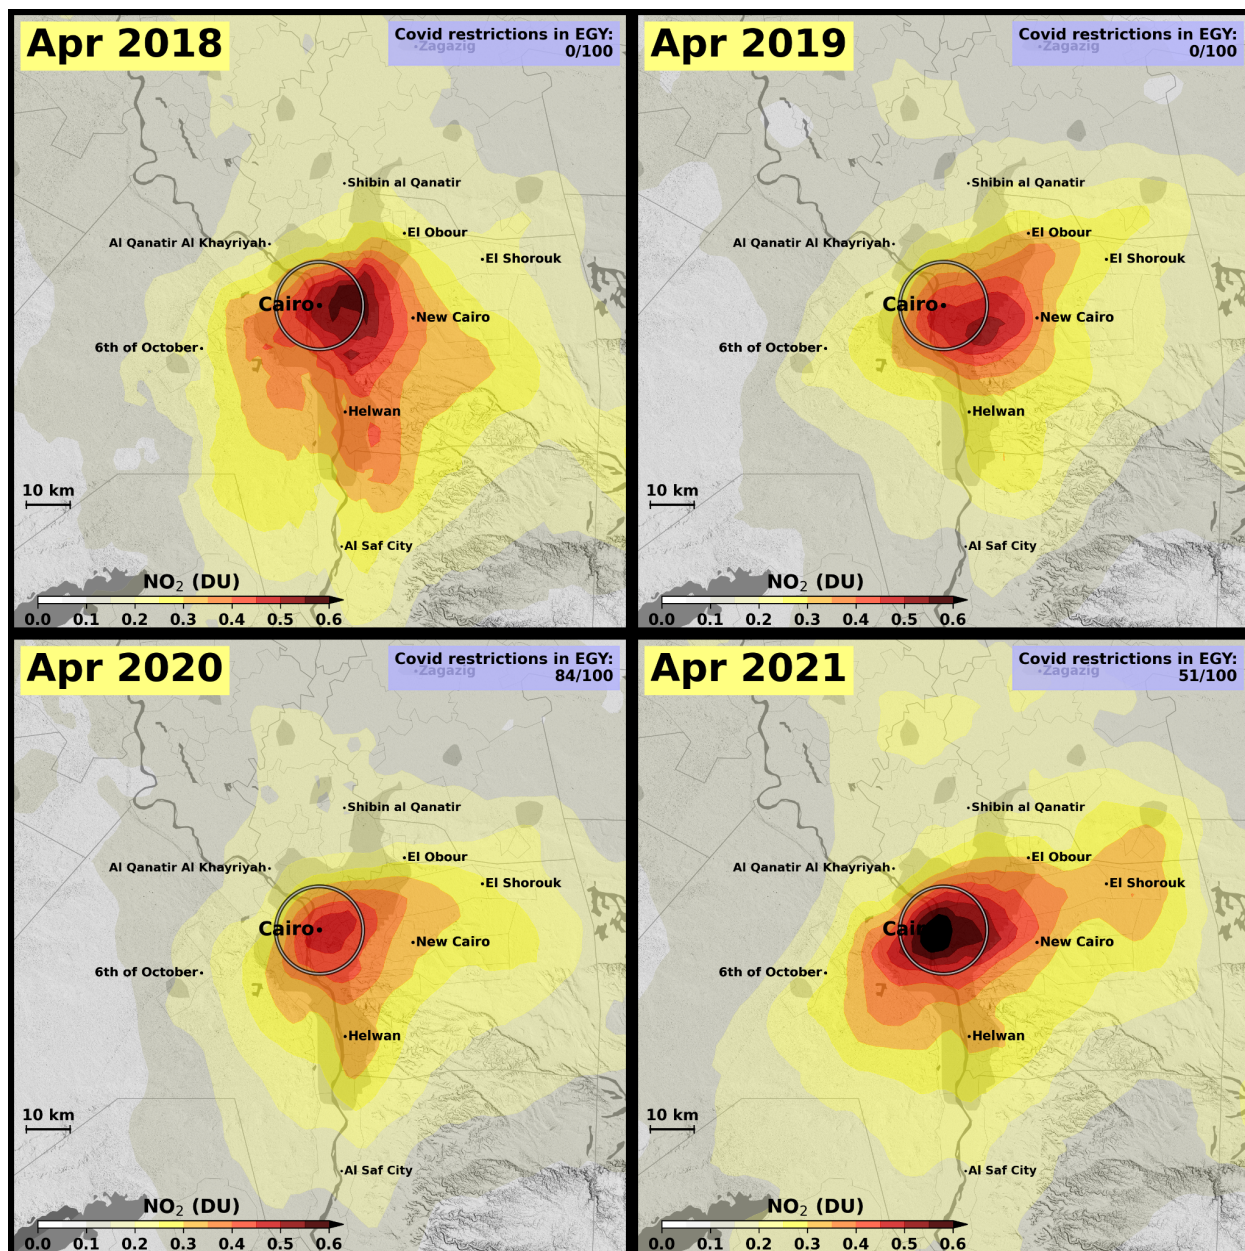 Apr 2018
Covid restrictions in EGY:
0/100
Zagazig
Shibin al Qanatir
El Obour
Al Qanatir Al Khayriyah
El Shorouk
Cairo
New Cairo
6th of October
Helwan
10 km
Al Saf City
NO₂ (DU)
0.0 0.1 0.2 0.3 0.4 0.5 0.6
Apr 2019
Covid restrictions in EGY:
0/100
Zagazig
Shibin al Qanatir
El Obour
Al Qanatir Al Khayriyah
El Shorouk
Cairo
New Cairo
6th of October
Helwan
10 km
Al Saf City
NO₂ (DU)
0.0 0.1 0.2 0.3 0.4 0.5 0.6
Apr 2020
Covid restrictions in EGY:
84/100
Zagazig
Shibin al Qanatir
El Obour
Al Qanatir Al Khayriyah
El Shorouk
Cairo
New Cairo
6th of October
Helwan
10 km
Al Saf City
NO₂ (DU)
0.0 0.1 0.2 0.3 0.4 0.5 0.6
Apr 2021
Covid restrictions in EGY:
51/100
Zagazig
Shibin al Qanatir
El Obour
Al Qanatir Al Khayriyah
El Shorouk
Cairo
New Cairo
6th of October
Helwan
10 km
Al Saf City
NO₂ (DU)
0.0 0.1 0.2 0.3 0.4 0.5 0.6